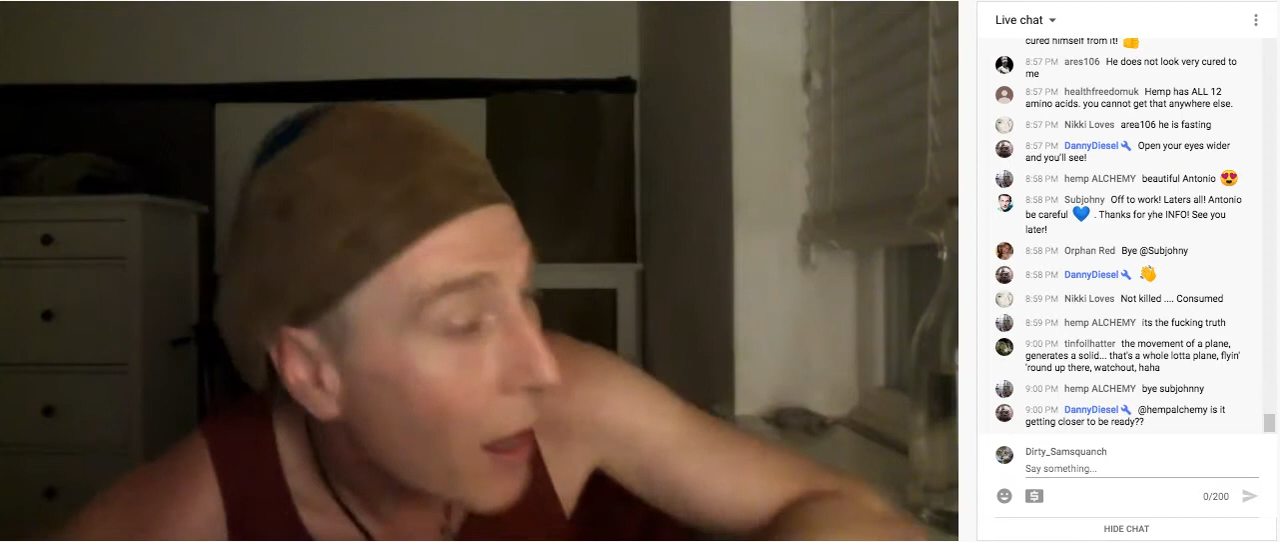 Live chat
cured himself from it!
8:57 PM ares106 He does not look very cured to
me
8:57 PM healthfreedomuk Hemp has ALL 12
amino acids. you cannot get that anywhere else.
8:57 PM Nikki Loves area106 he is fasting
8:57 PM DannyDiesel Open your eyes wider
and you'll see!
8:58 PM hemp ALCHEMY beautiful Antonio 😍
8:58 PM Subjohny Off to work! Laters all! Antonio
be careful 💙 . Thanks for yhe INFO! See you
later!
8:58 PM Orphan Red Bye @Subjohny
8:58 PM DannyDiesel 👋
8:59 PM Nikki Loves Not killed .... Consumed
8:59 PM hemp ALCHEMY its the fucking truth
9:00 PM tinfoilhatter the movement of a plane,
generates a solid... that's a whole lotta plane, flyin'
'round up there, watchout, haha
9:00 PM hemp ALCHEMY bye subjohnny
9:00 PM DannyDiesel @hempalchemy is it
getting closer to be ready??
Dirty_Samsquanch
Say something...
0/200
HIDE CHAT